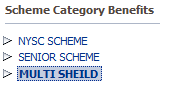 Scheme Category Benefits
NYSC SCHEME
SENIOR SCHEME
MULTI SHEILD